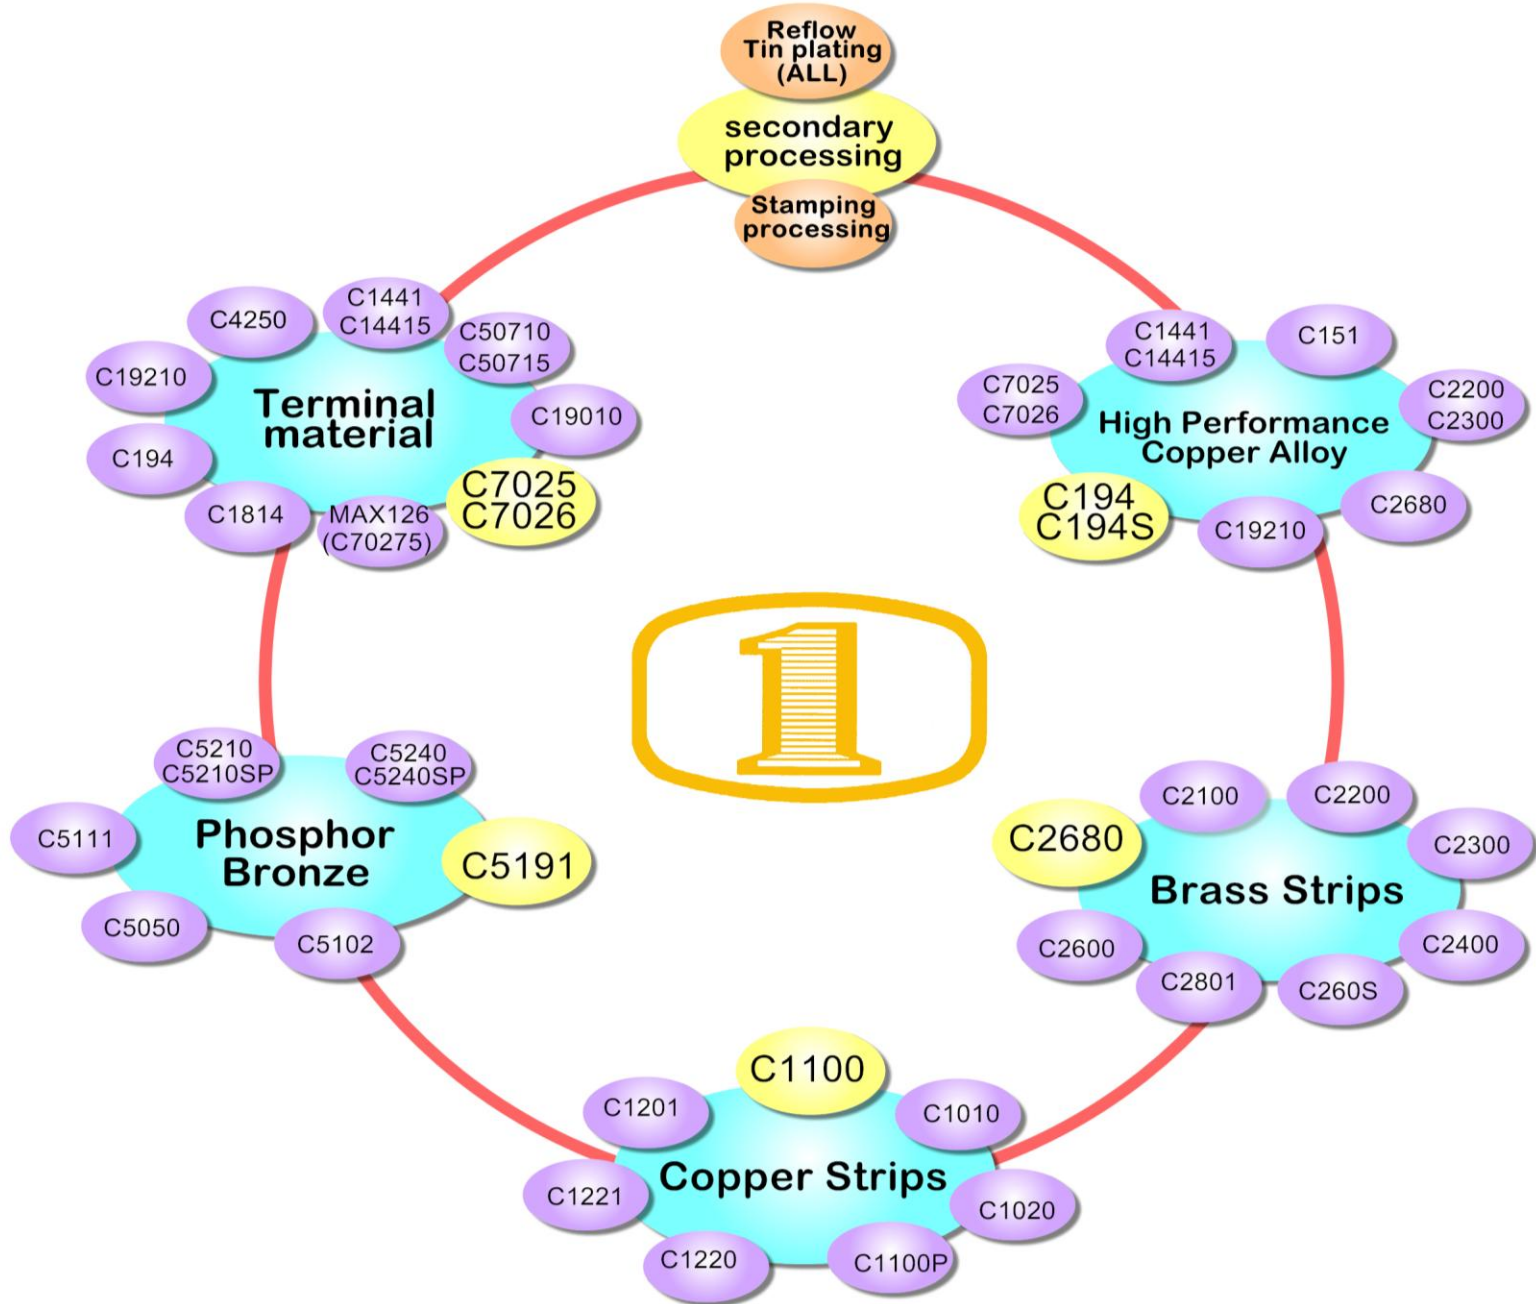 Reflow
Tin plating
(ALL)
secondary
processing
Stamping
processing
C4250
C1441
C14415
C50710
C50715
C19210
C19010
Terminal
material
C194
C7025
C7026
C1814
MAX126
(C70275)
C1441
C14415
C151
C7025
C7026
C2200
C2300
High Performance
Copper Alloy
C194
C194S
C19210
C2680
1
C5210
C5210SP
C5240
C5240SP
C5111
Phosphor
Bronze
C5191
C5050
C5102
C2100
C2200
C2680
C2300
Brass Strips
C2600
C2400
C2801
C260S
C1100
C1201
C1010
Copper Strips
C1221
C1020
C1220
C1100P